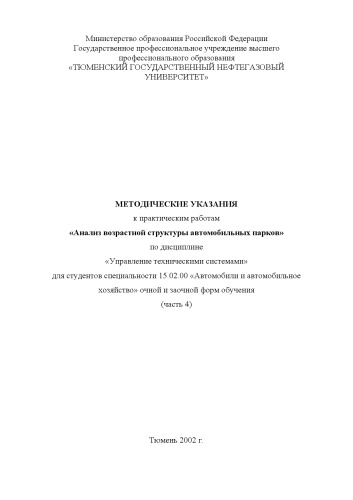 Министерство образования Российской Федерации
Государственное профессиональное учреждение высшего
профессионального образования
«ТЮМЕНСКИЙ ГОСУДАРСТВЕННЫЙ НЕФТЕГАЗОВЫЙ
УНИВЕРСИТЕТ»
МЕТОДИЧЕСКИЕ УКАЗАНИЯ
к практическим работам
«Анализ возрастной структуры автомобильных парков»
по дисциплине
«Управление техническими системами»
для студентов специальности 15.02.00 «Автомобили и автомобильное
хозяйство» очной и заочной форм обучения
(часть 4)
Тюмень 2002 г.